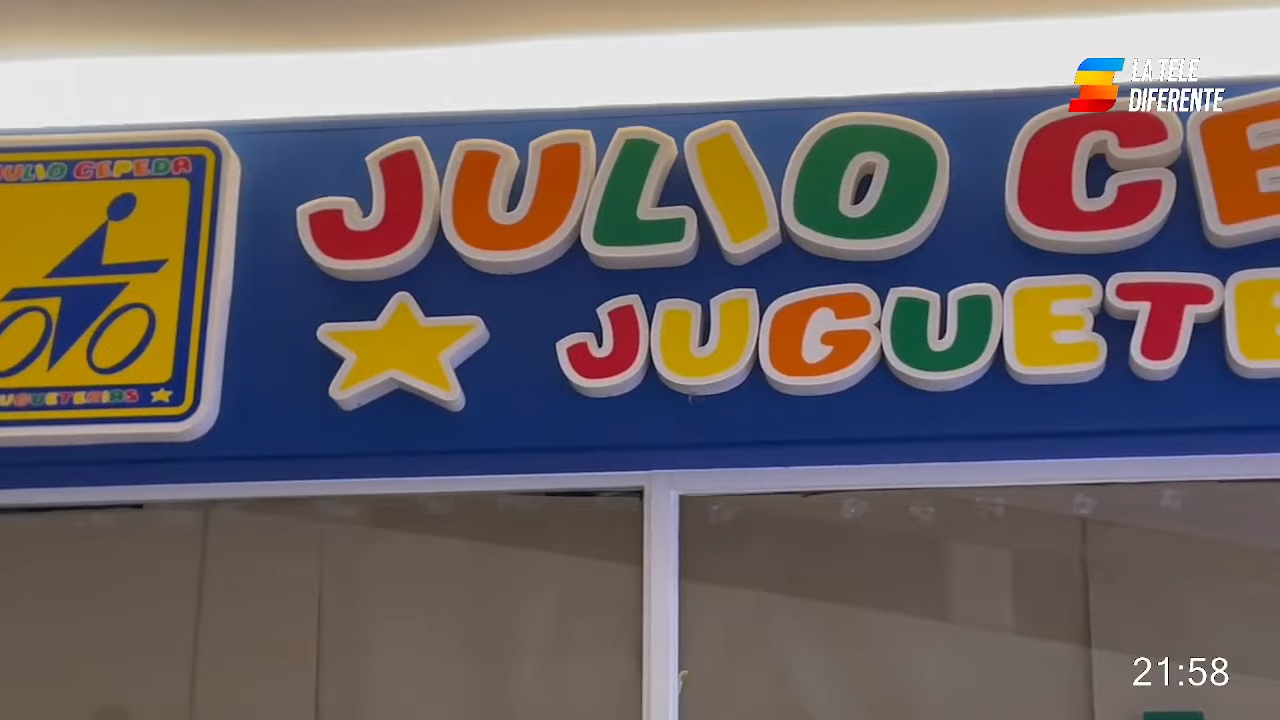 LA TELE
DIFERENTE
JULIO CEPEDA
JULIO CE
JUGUETE
JUGUETERIAS
21:58